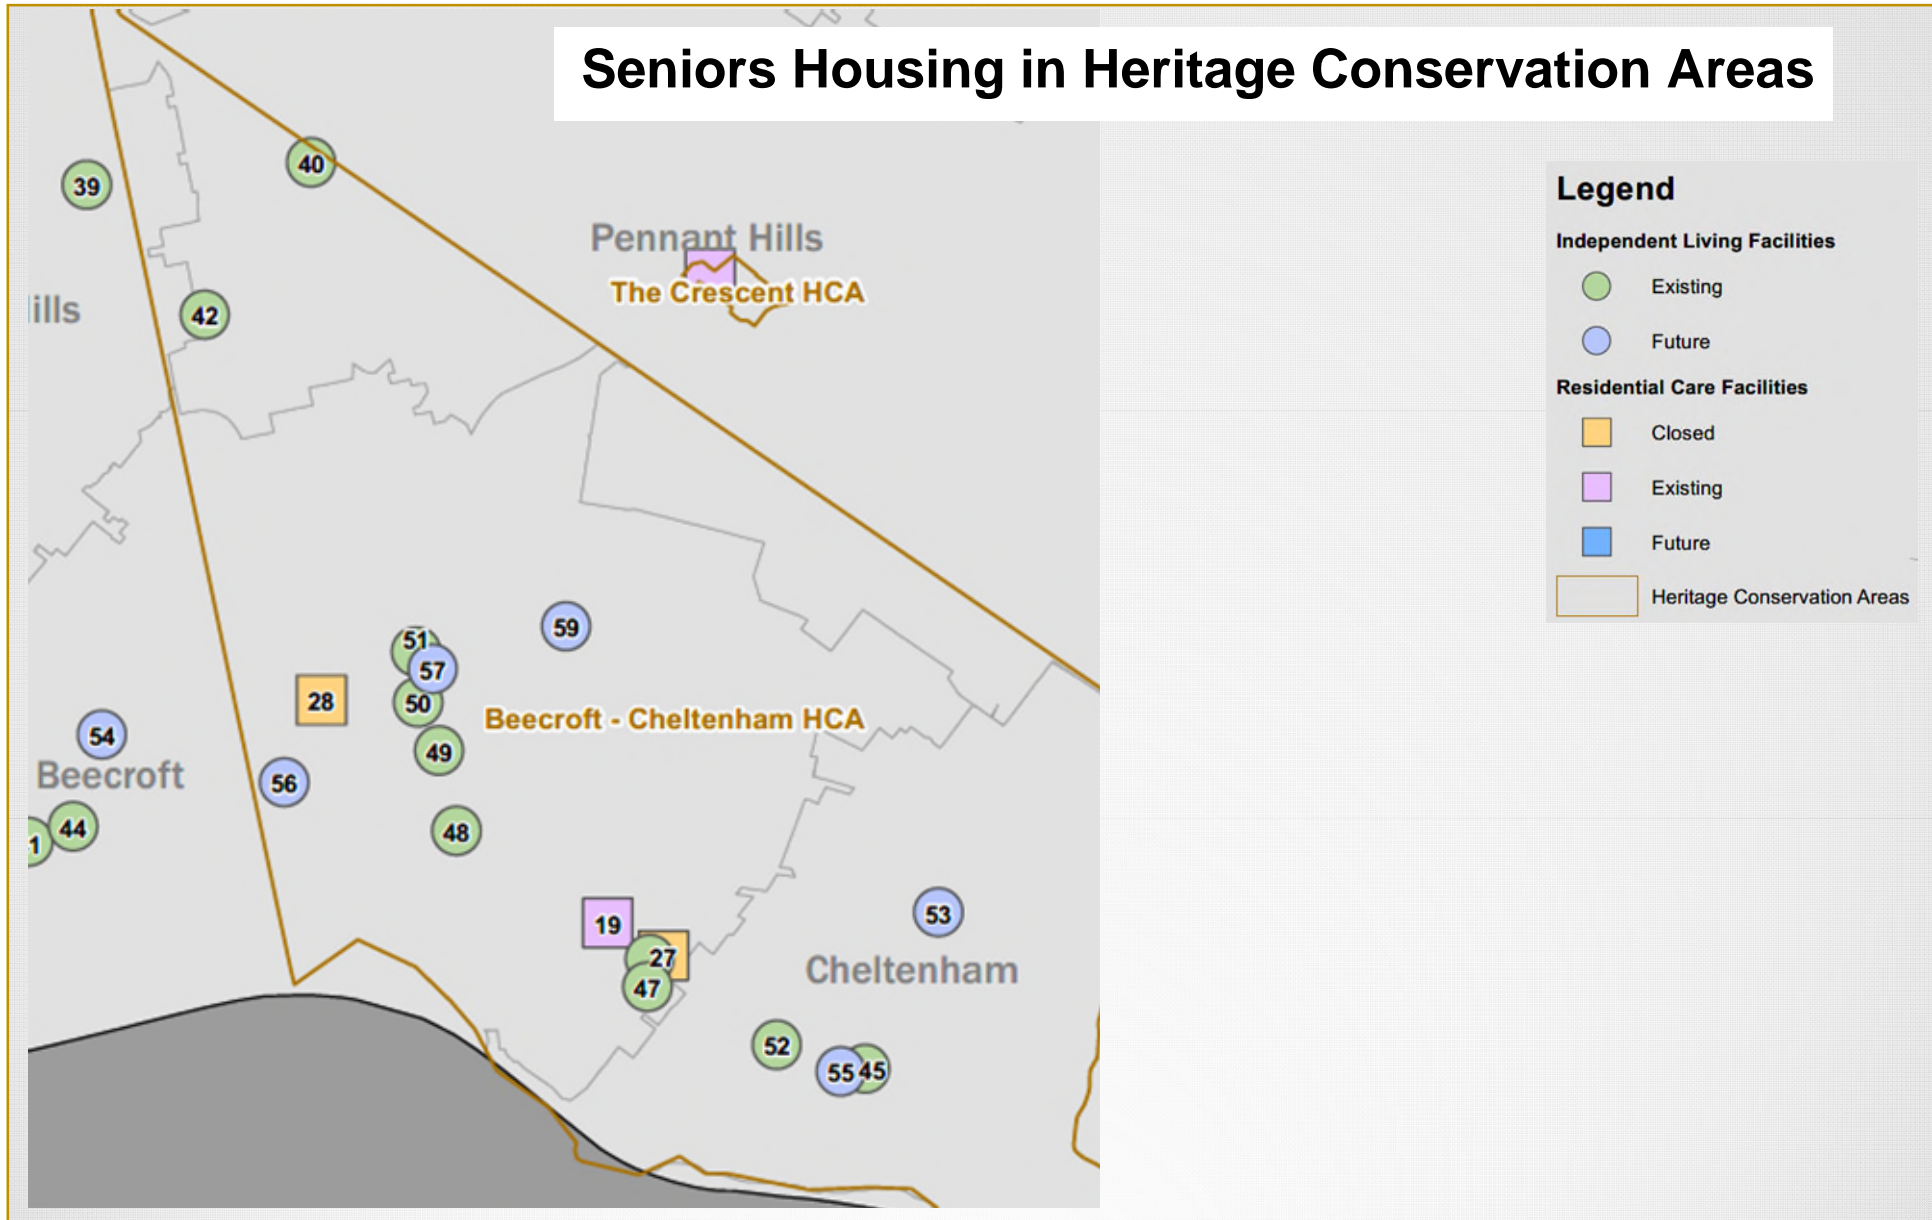 Seniors Housing in Heritage Conservation Areas
40
39
Pennant Hills
The Crescent HCA
ills
42
59
51
57
28
50
Beecroft - Cheltenham HCA
54
49
Beecroft
56
44
48
1
19
53
27
Cheltenham
47
52
55
45
Legend
Independent Living Facilities
Existing
Future
Residential Care Facilities
Closed
Existing
Future
Heritage Conservation Areas